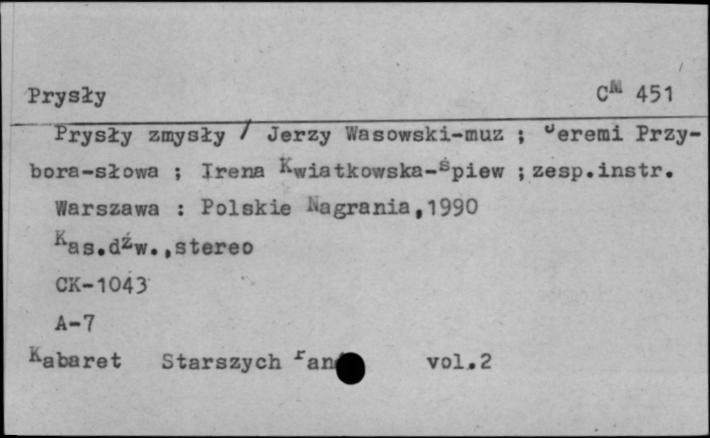 Prysły CM 451
Prysły zmysły / Jerzy Wasowski-muz ; Jeremi Przy-
bora-słowa ; Irena Kwiatkowska-śpiew ; zesp.instr.
Warszawa : Polskie Nagrania,1990
Kas.dźw.,stereo
CK-1043
A-7
Kabaret Starszych vol.2